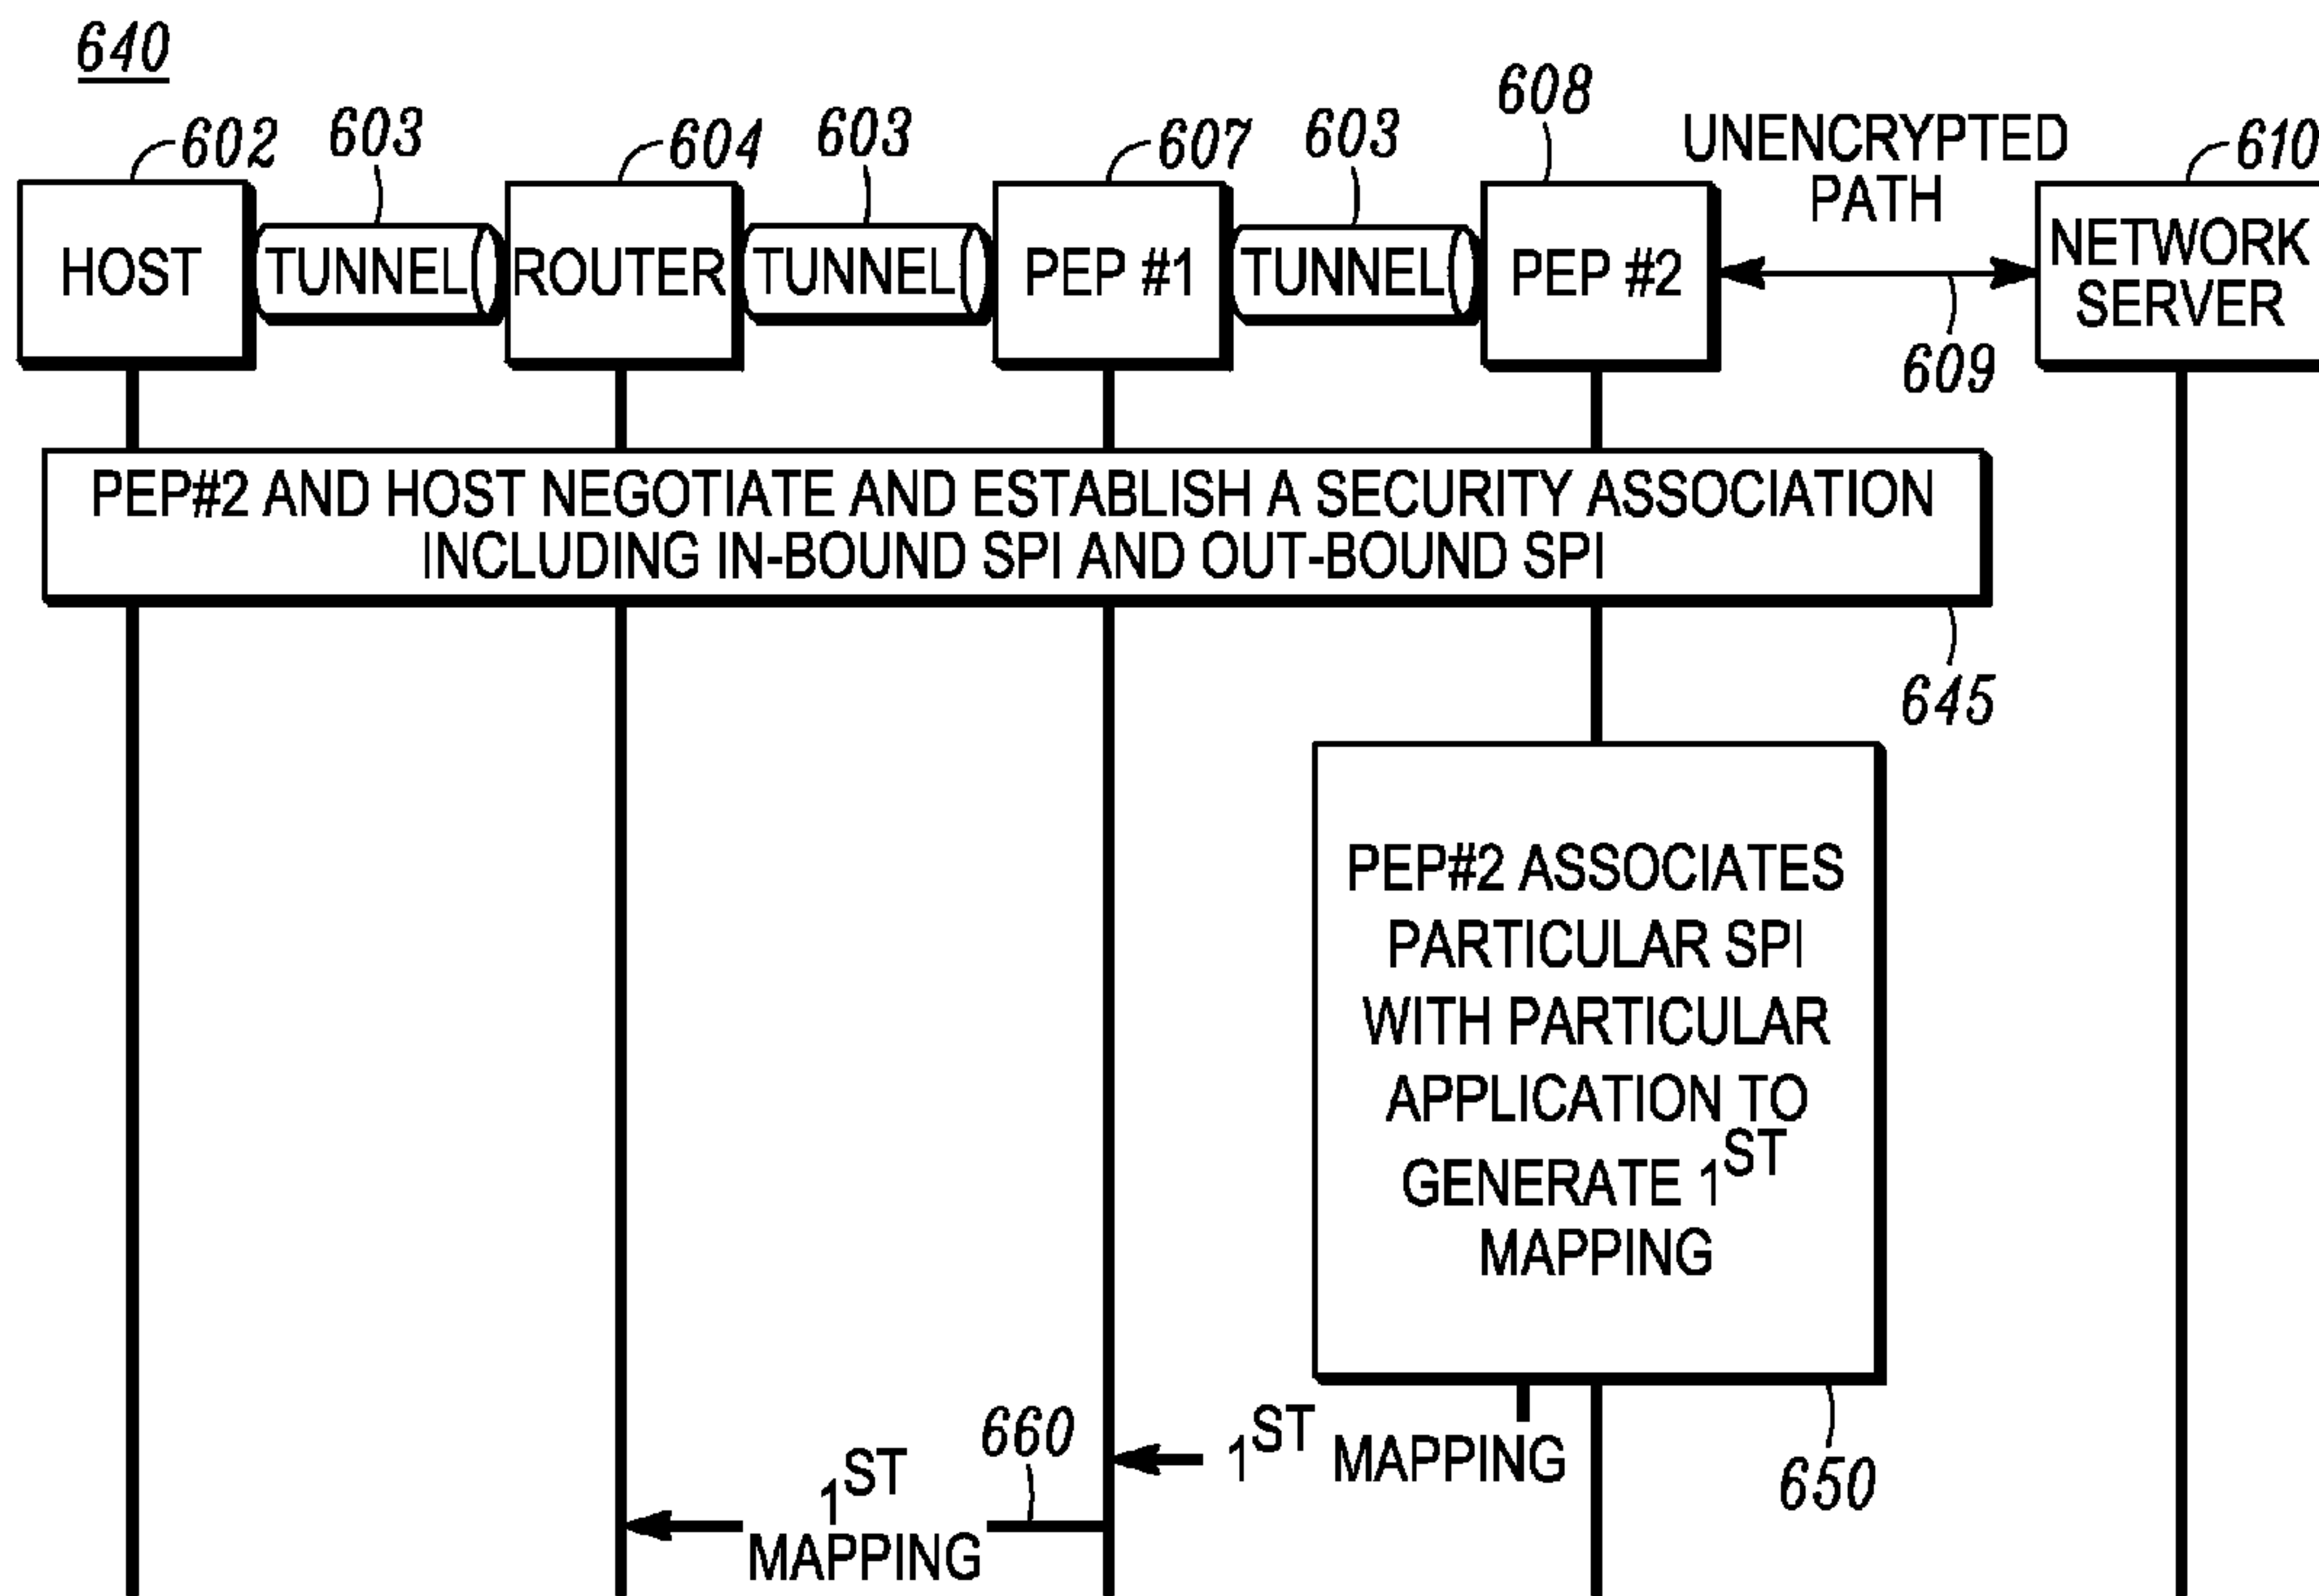 640
602
603
604
603
607
603
608
UNENCRYPTED
PATH
610
HOST
TUNNEL
ROUTER
TUNNEL
PEP #1
TUNNEL
PEP #2
NETWORK
SERVER
609
PEP#2 AND HOST NEGOTIATE AND ESTABLISH A SECURITY ASSOCIATION
INCLUDING IN-BOUND SPI AND OUT-BOUND SPI
645
PEP#2 ASSOCIATES
PARTICULAR SPI
WITH PARTICULAR
APPLICATION TO
GENERATE 1ST
MAPPING
650
1ST MAPPING
660
1ST
MAPPING